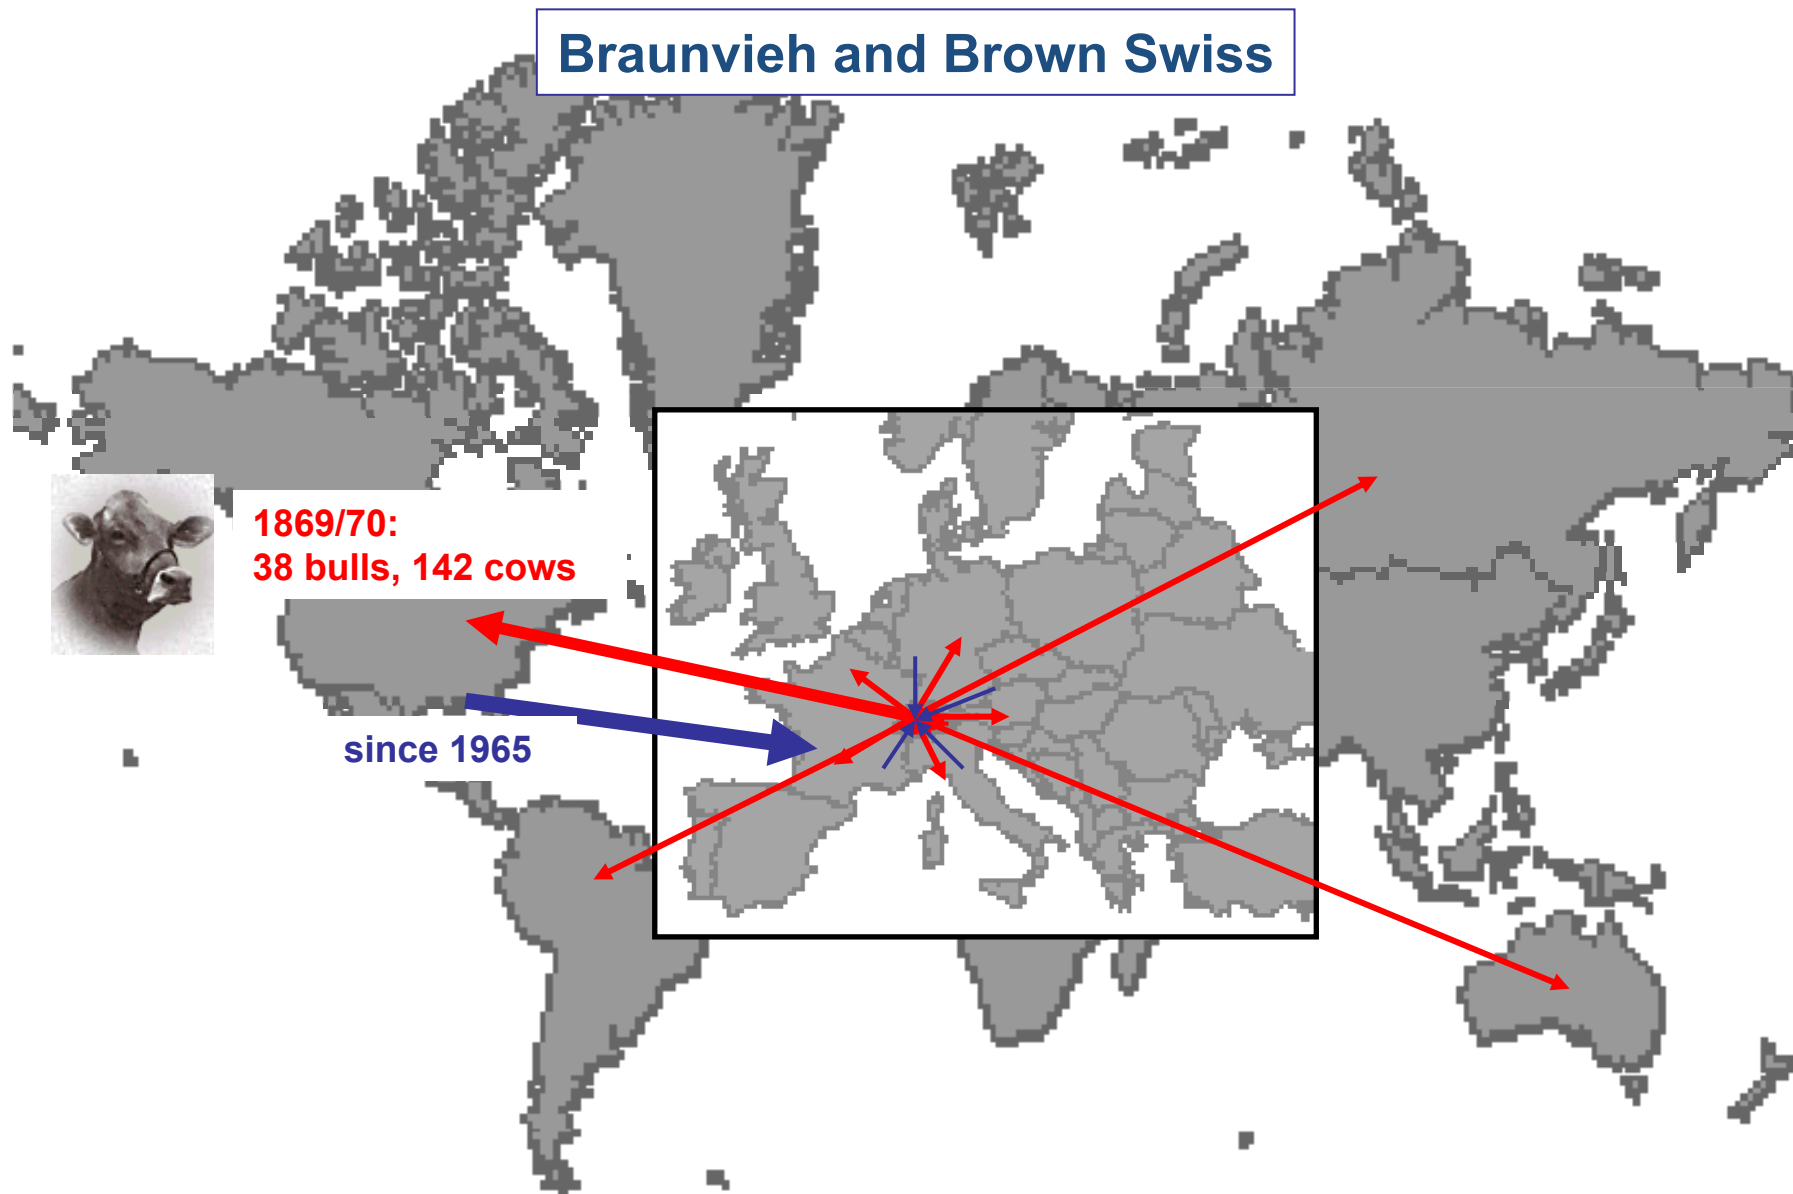 Braunvieh and Brown Swiss
1869/70:
38 bulls, 142 cows
since 1965